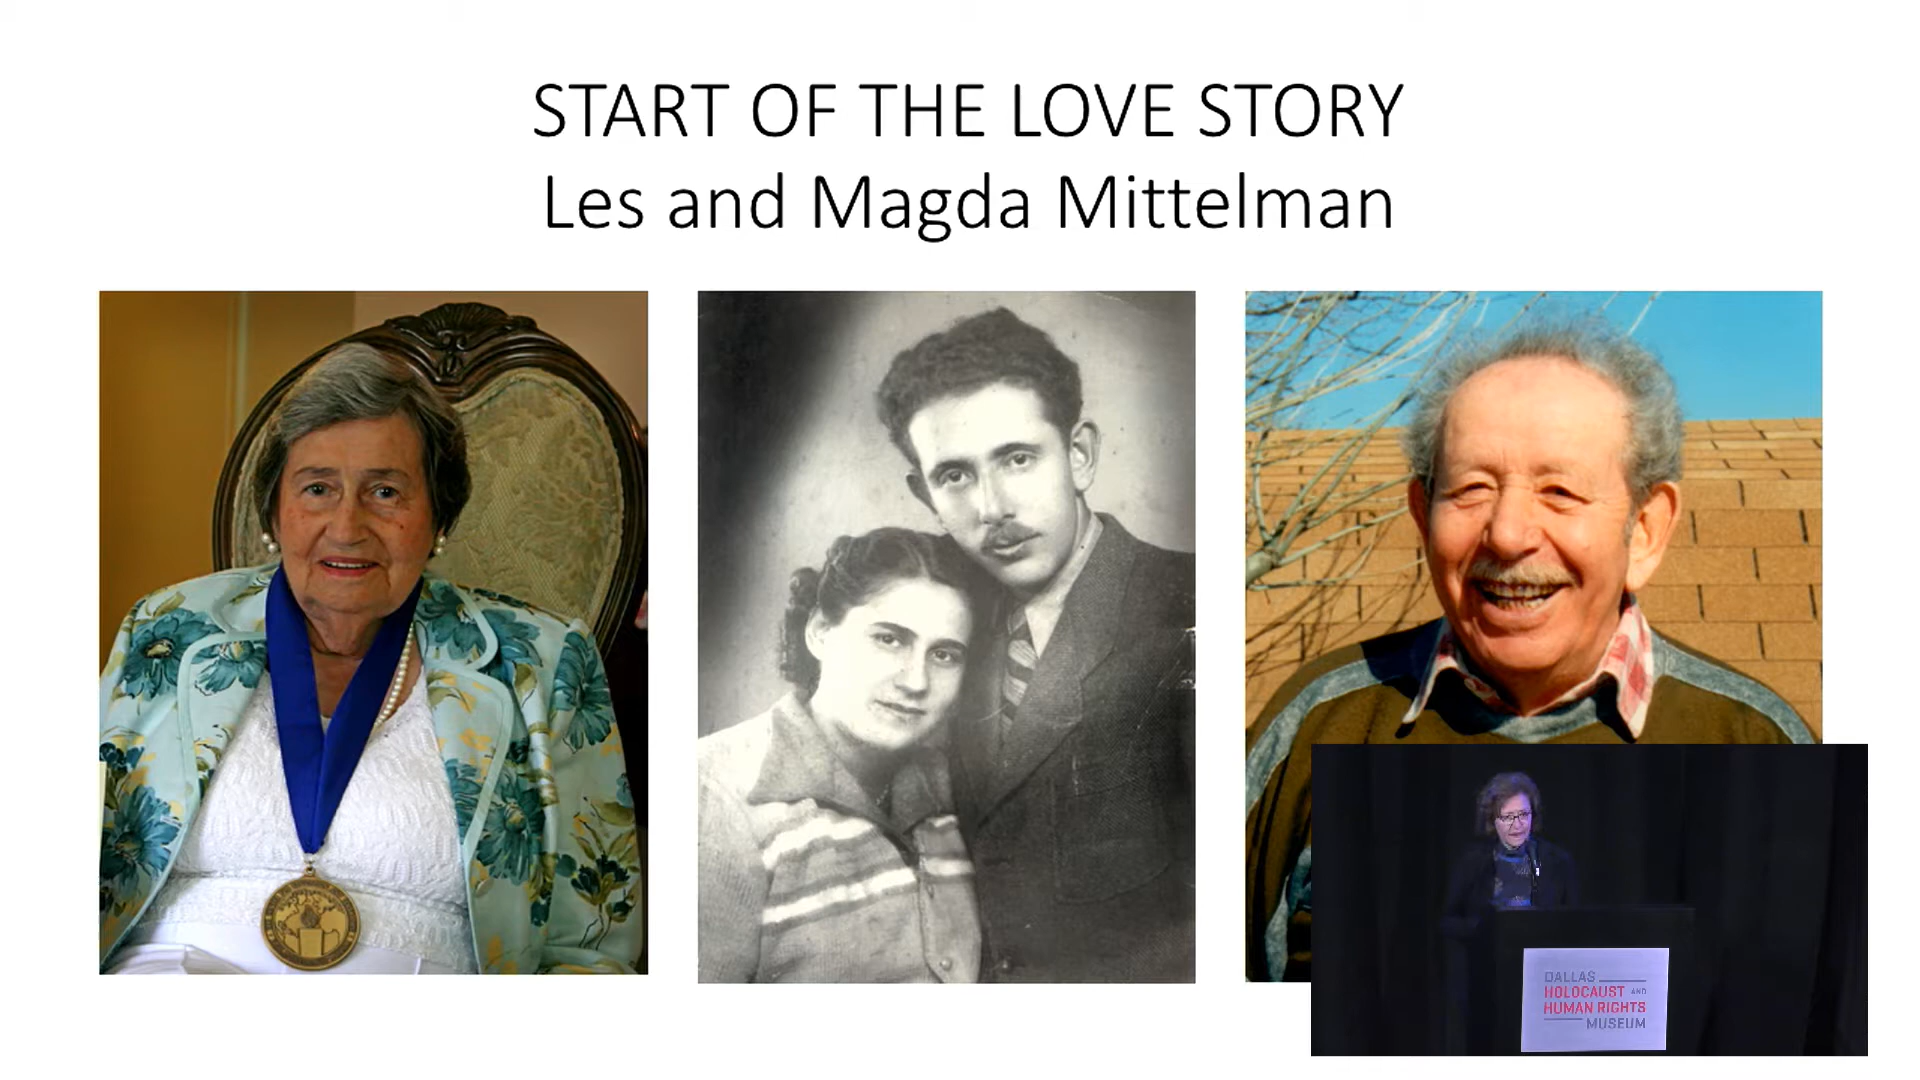 START OF THE LOVE STORY
Les and Magda Mittelman
DALLAS
HOLOCAUST AND
HUMAN RIGHTS
MUSEUM